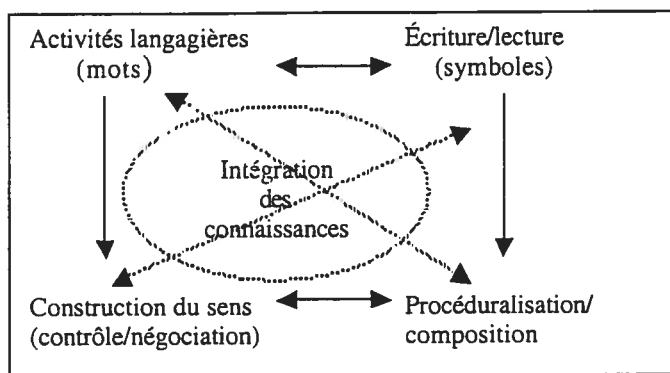 Activités langagières
(mots)
Écriture/lecture
(symboles)
Intégration
des
connaissances
Construction du sens
(contrôle/négociation)
Procéduralisation/
composition